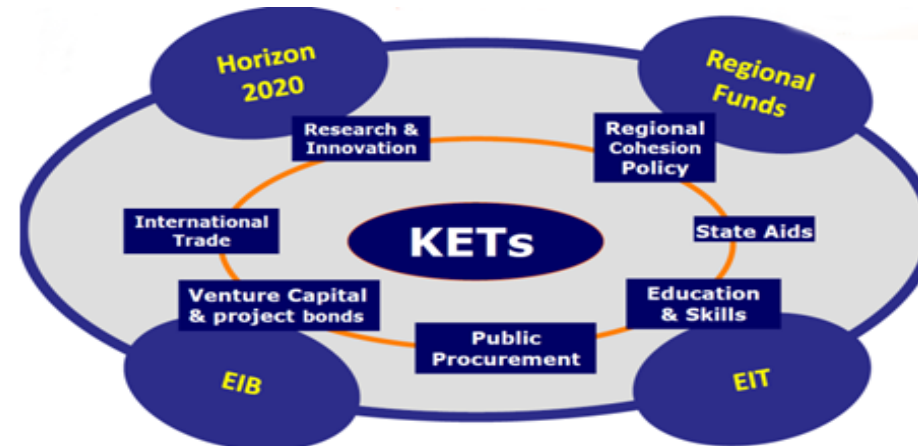 Horizon
2020
Regional
Funds
Research &
Innovation
Regional
Cohesion
Policy
International
Trade
KETs
State Aids
Venture Capital
& project bonds
Education
& Skills
Public
Procurement
EIB
EIT